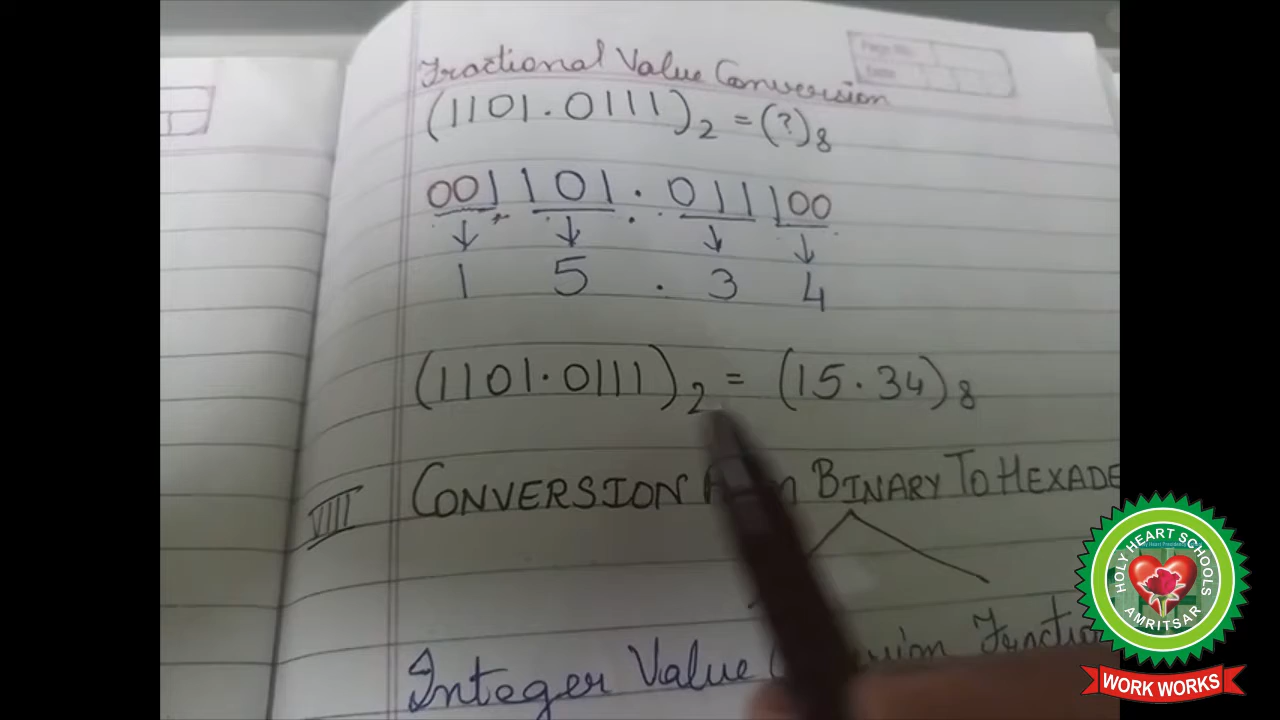 Fractional Value Conversion
(1101.0111)2 = (?)8
001 101 . 011 100
1 5 . 3 4
(1101.0111)2 = (15.34)8
VIII CONVERSION BINARY TO HEXADE
Integer Value
HOLY HEART SCHOOLS
AMRITSAR
WORK WORKS